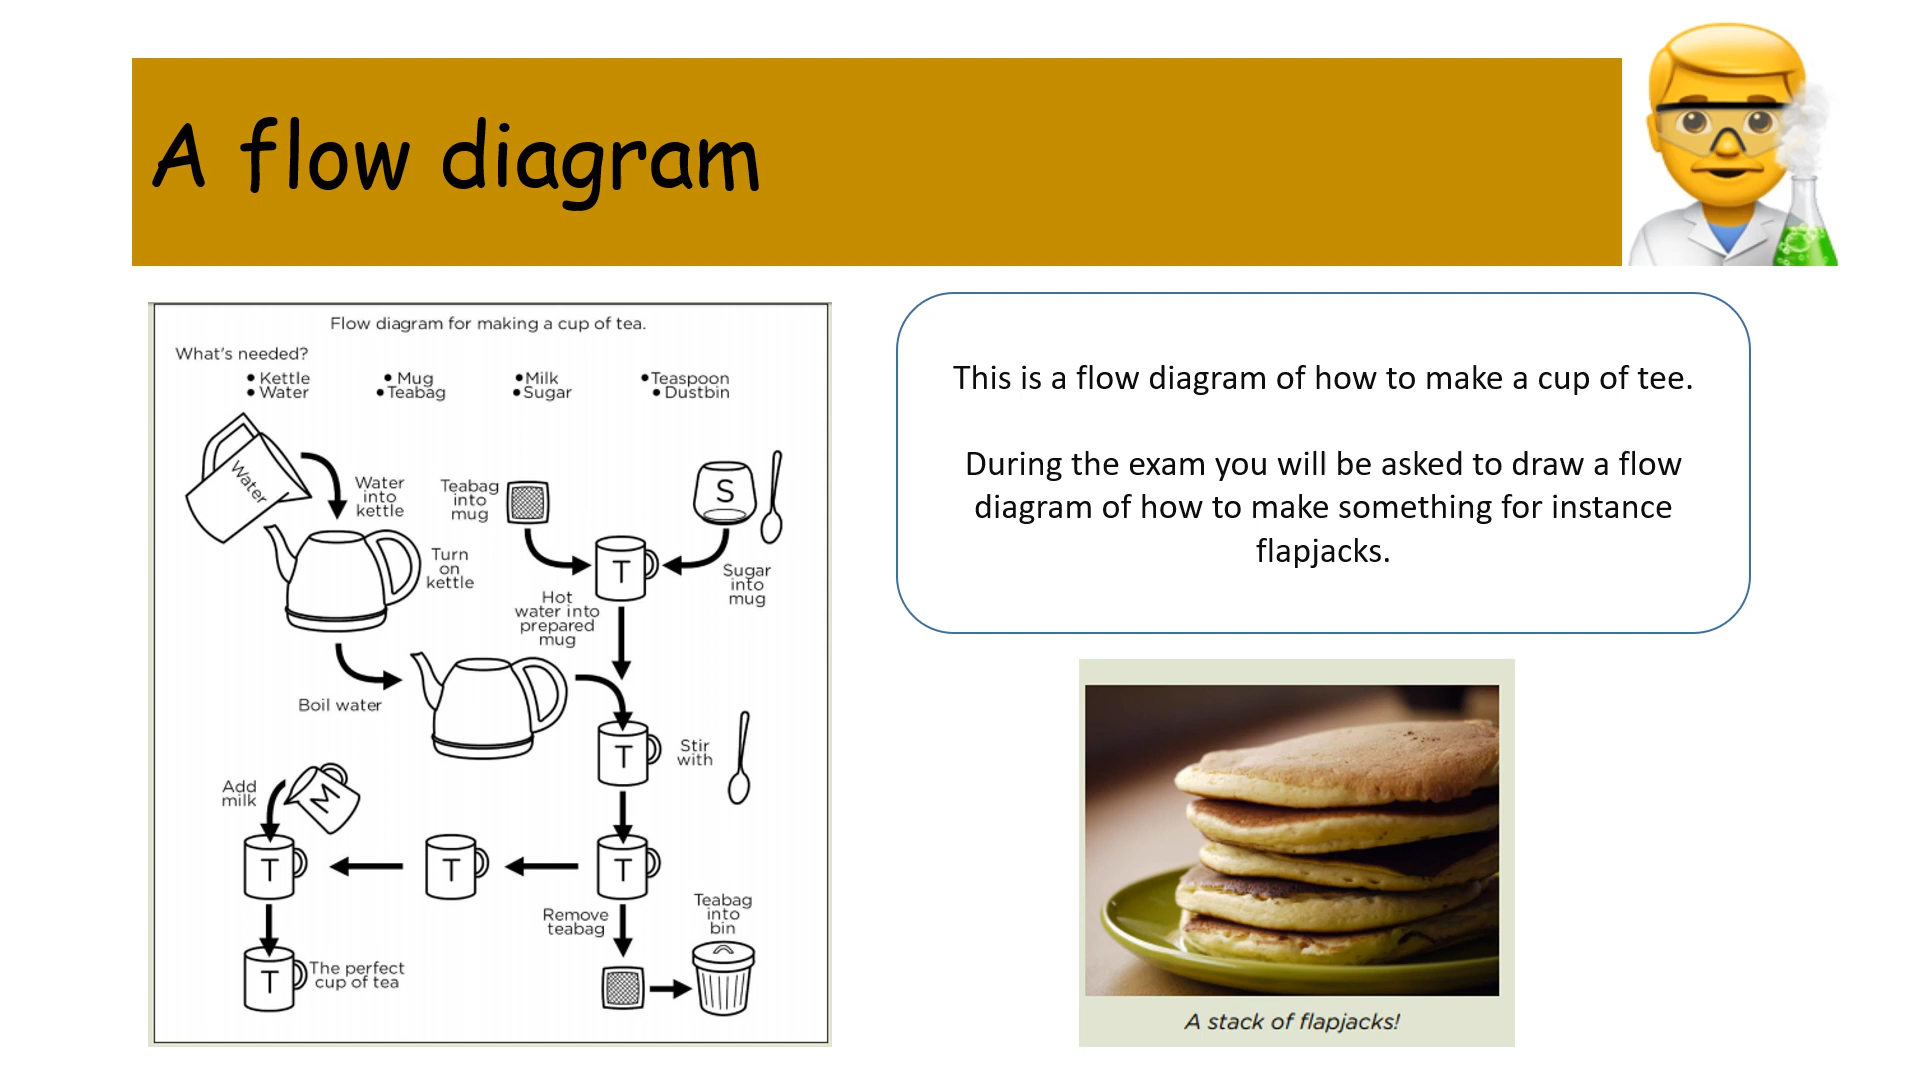 A flow diagram
Flow diagram for making a cup of tea.
What's needed?
• Kettle
• Water
• Mug
• Teabag
• Milk
• Sugar
• Teaspoon
• Dustbin
Water
Water
into
kettle
Turn
on
kettle
Teabag
into
mug
S
T
Sugar
into
mug
Hot
water into
prepared
mug
Boil water
T
Stir
with
Add
milk
M
T
T
T
Remove
teabag
Teabag
into
bin
T
The perfect
cup of tea
This is a flow diagram of how to make a cup of tee.
During the exam you will be asked to draw a flow
diagram of how to make something for instance
flapjacks.
A stack of flapjacks!